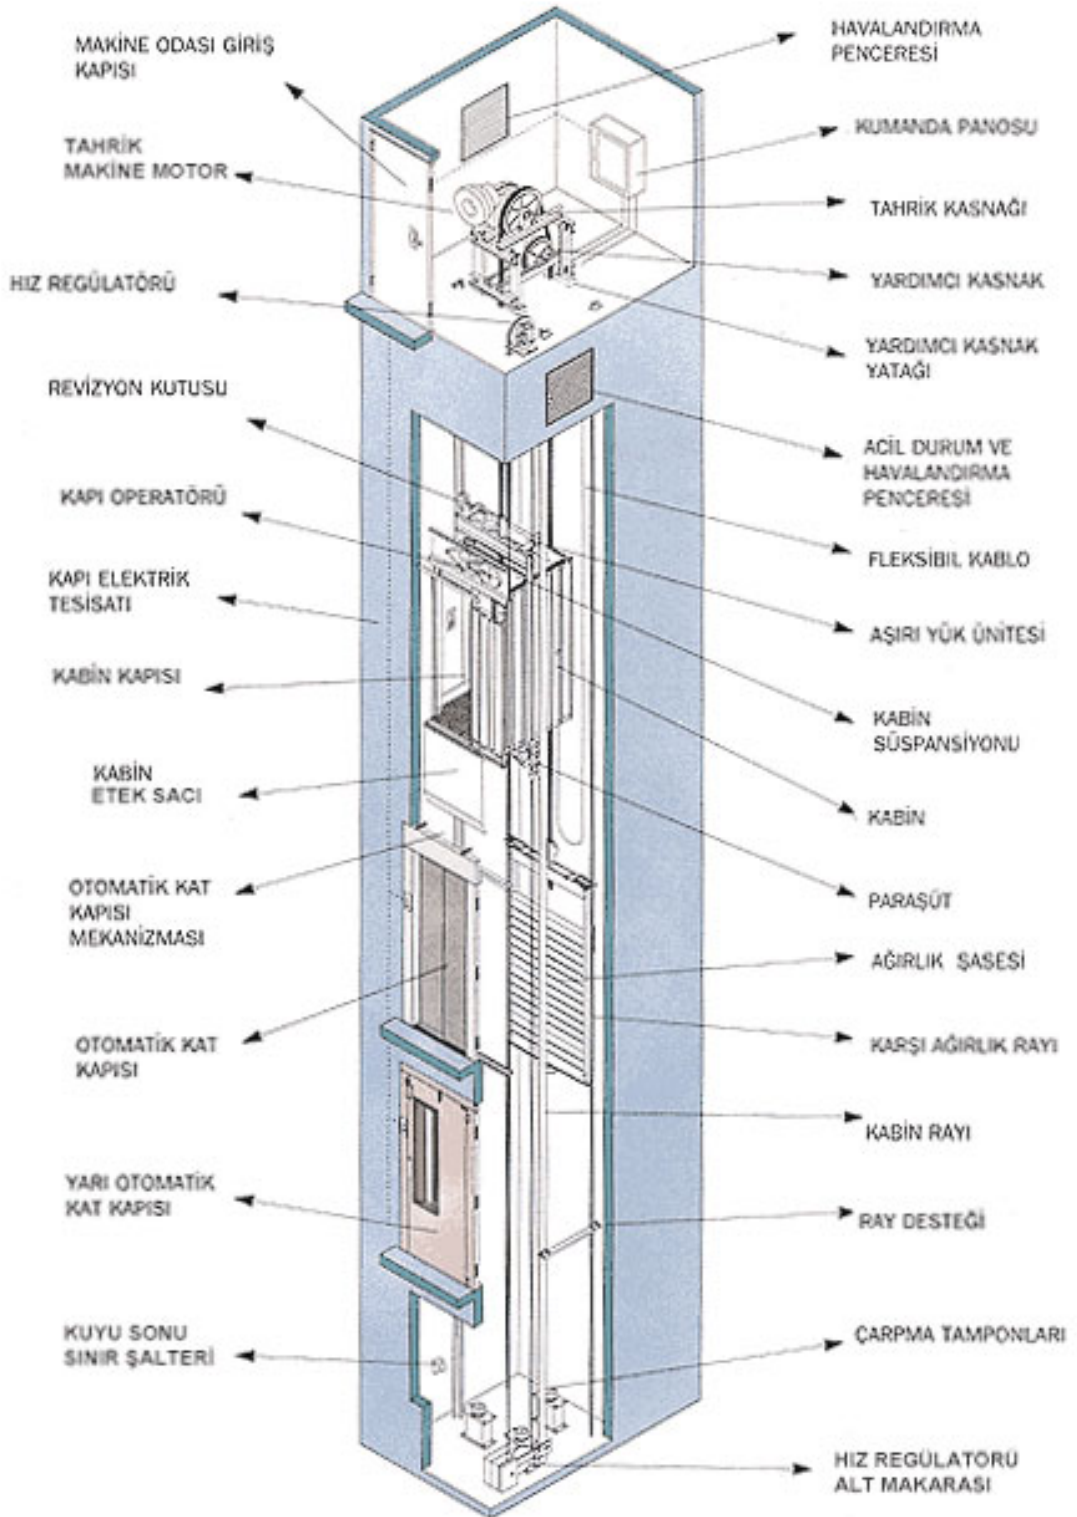 MAKİNE ODASI GİRİŞ
KAPISI
TAHRİK
MAKİNE MOTOR
HIZ REGÜLATÖRÜ
REVİZYON KUTUSU
KAPI OPERATÖRÜ
KAPI ELEKTRİK
TESİSATI
KABİN KAPISI
KABİN
ETEK SACI
OTOMATİK KAT
KAPISI
MEKANİZMASI
OTOMATİK KAT
KAPISI
YARI OTOMATİK
KAT KAPISI
KUYU SONU
SINIR ŞALTERİ
HAVALANDIRMA
PENCERESİ
KUMANDA PANOSU
TAHRİK KASNAĞI
YARDIMCI KASNAK
YARDIMCI KASNAK
YATAĞI
ACİL DURUM VE
HAVALANDIRMA
PENCERESİ
FLEKSİBIL KABLO
AŞIRI YÜK ÜNİTESİ
KABİN
SÜSPANSİYONU
KABİN
PARAŞÜT
AĞIRLIK ŞASESİ
KARŞI AĞIRLIK RAYI
KABİN RAYI
RAY DESTEĞİ
ÇARPMA TAMPONLARI
HIZ REGÜLATÖRÜ
ALT MAKARASI